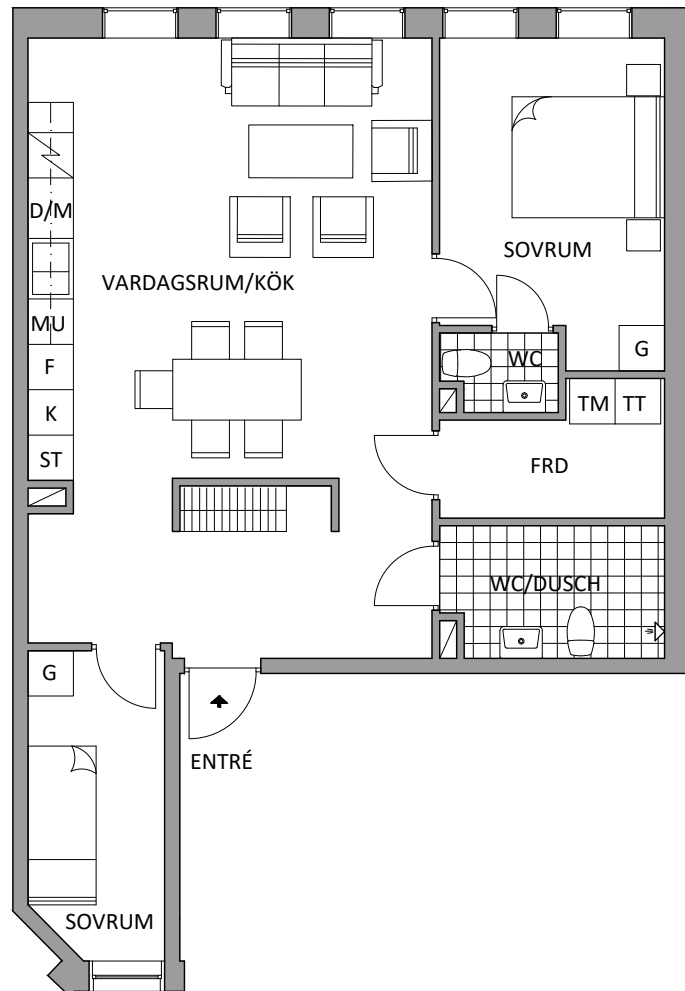 D/M
SOVRUM
VARDAGSRUM/KÖK
MU
WC
G
F
K
TM TT
ST
FRD
WC/DUSCH
G
ENTRÉ
SOVRUM